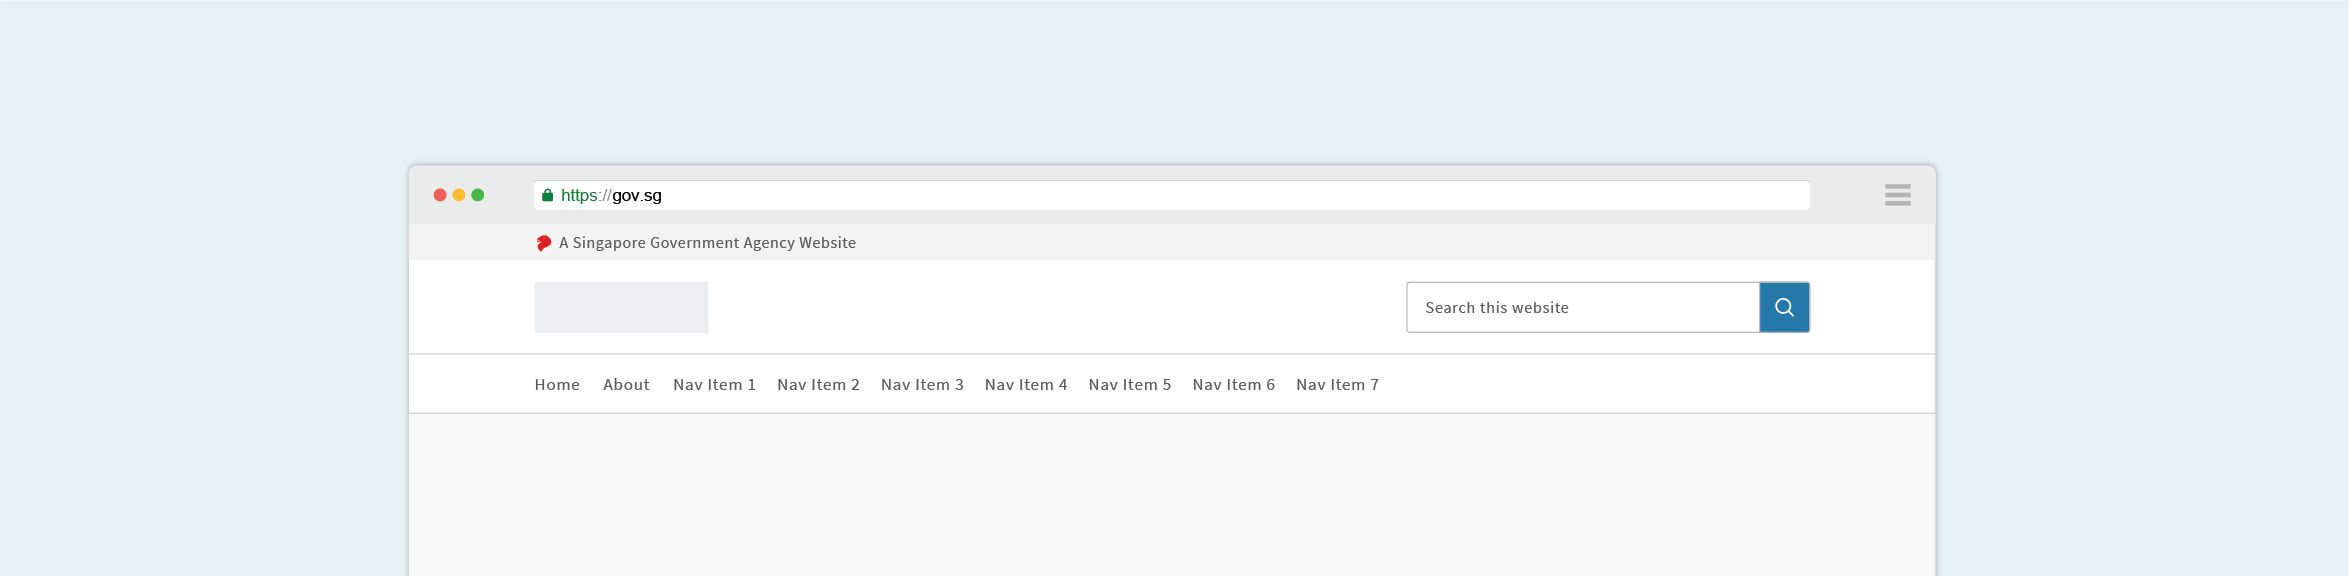 https://gov.sg
A Singapore Government Agency Website
Search this website
Home About Nav Item 1 Nav Item 2 Nav Item 3 Nav Item 4 Nav Item 5 Nav Item 6 Nav Item 7